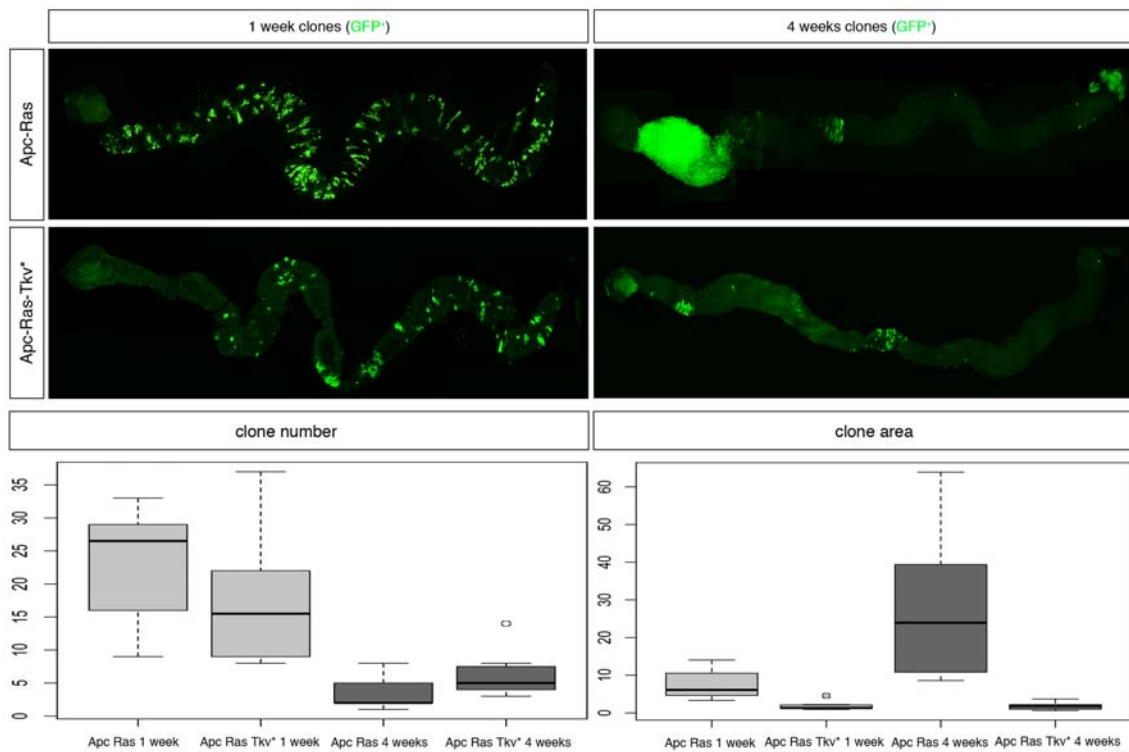 1 week clones (GFP⁺)
4 weeks clones (GFP⁺)
Apc-Ras
Apc-Ras-Tkv*
clone number
clone area
35
30
25
20
15
10
5
0
Apc Ras 1 week
Apc Ras Tkv* 1 week
Apc Ras 4 weeks
Apc Ras Tkv* 4 weeks
60
50
40
30
20
10
0
Apc Ras 1 week
Apc Ras Tkv* 1 week
Apc Ras 4 weeks
Apc Ras Tkv* 4 weeks